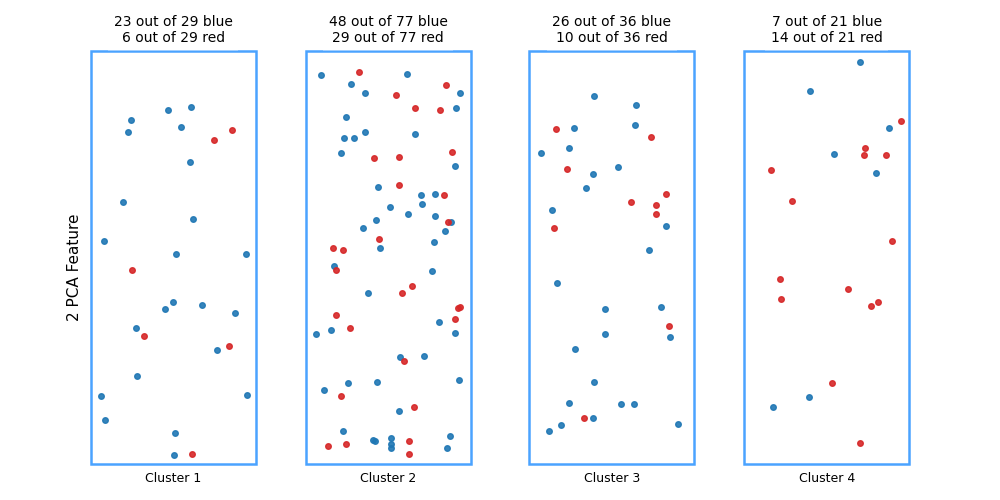 23 out of 29 blue
6 out of 29 red
48 out of 77 blue
29 out of 77 red
26 out of 36 blue
10 out of 36 red
7 out of 21 blue
14 out of 21 red
2 PCA Feature
Cluster 1
Cluster 2
Cluster 3
Cluster 4